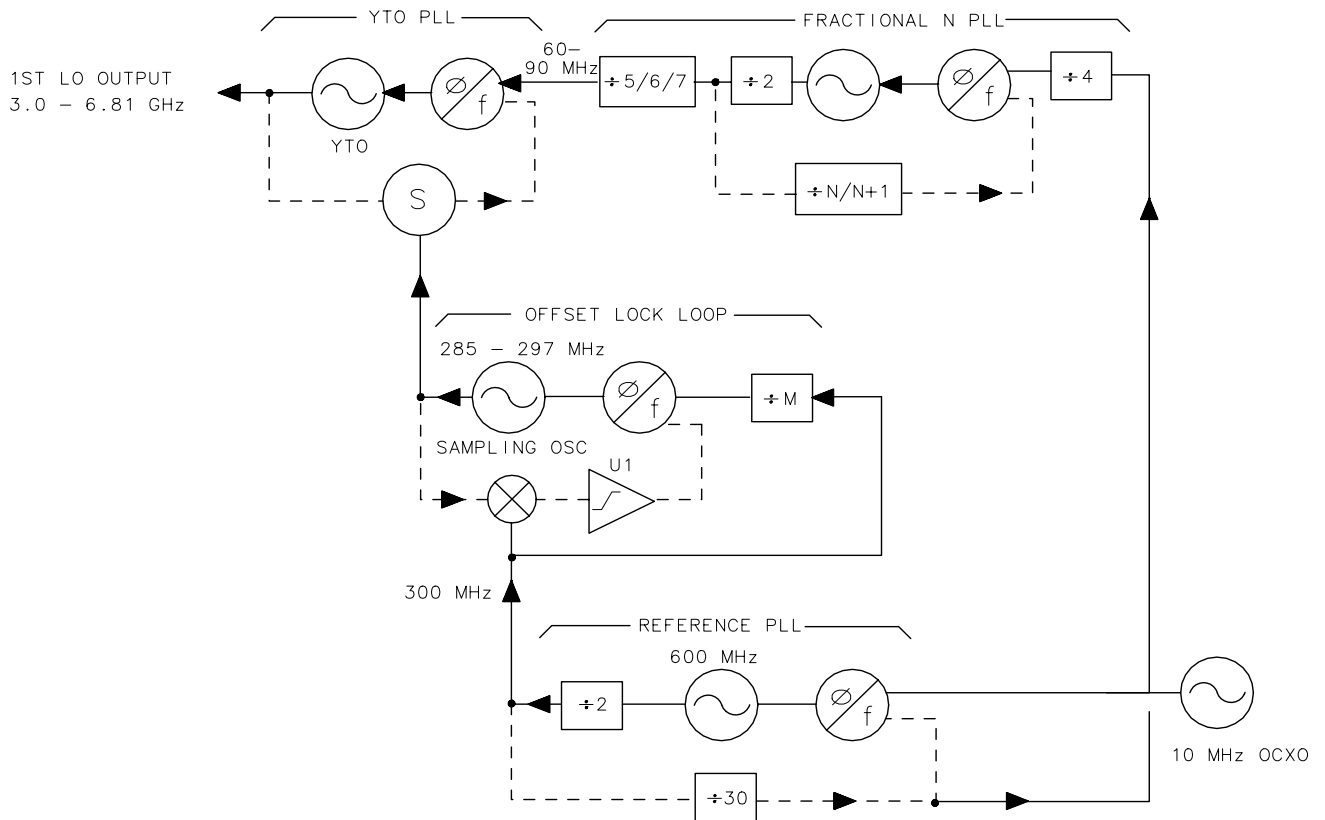 YTO PLL
FRACTIONAL N PLL
60–
90 MHz
1ST LO OUTPUT
3.0 – 6.81 GHz
Ø
f
÷5/6/7
÷2
Ø
f
÷4
YTO
S
÷N/N+1
OFFSET LOCK LOOP
285 – 297 MHz
Ø
f
÷M
SAMPLING OSC
U1
300 MHz
REFERENCE PLL
600 MHz
÷2
Ø
f
10 MHz OCXO
÷30